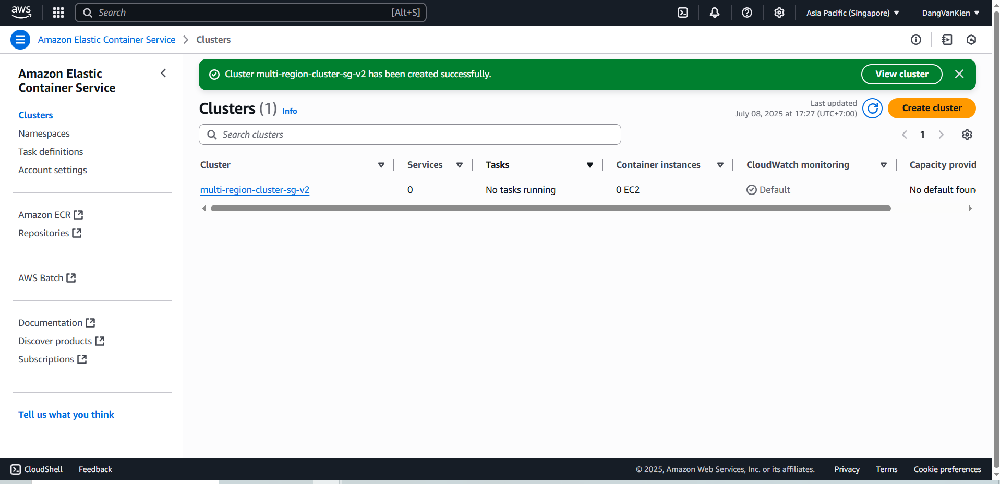 aws
Search [Alt+S]
Asia Pacific (Singapore)
DangVanKien
Amazon Elastic Container Service
Clusters
Amazon Elastic
Container Service
Clusters
Namespaces
Task definitions
Account settings
Amazon ECR
Repositories
AWS Batch
Documentation
Discover products
Subscriptions
Tell us what you think
Cluster multi-region-cluster-sg-v2 has been created successfully.
View cluster
Clusters (1) Info
Last updated
July 08, 2025 at 17:27 (UTC+7:00)
Create cluster
Search clusters
1
Cluster Services Tasks Container instances CloudWatch monitoring Capacity provid
multi-region-cluster-sg-v2 0 No tasks running 0 EC2 Default No default foun
CloudShell Feedback © 2025, Amazon Web Services, Inc. or its affiliates. Privacy Terms Cookie preferences